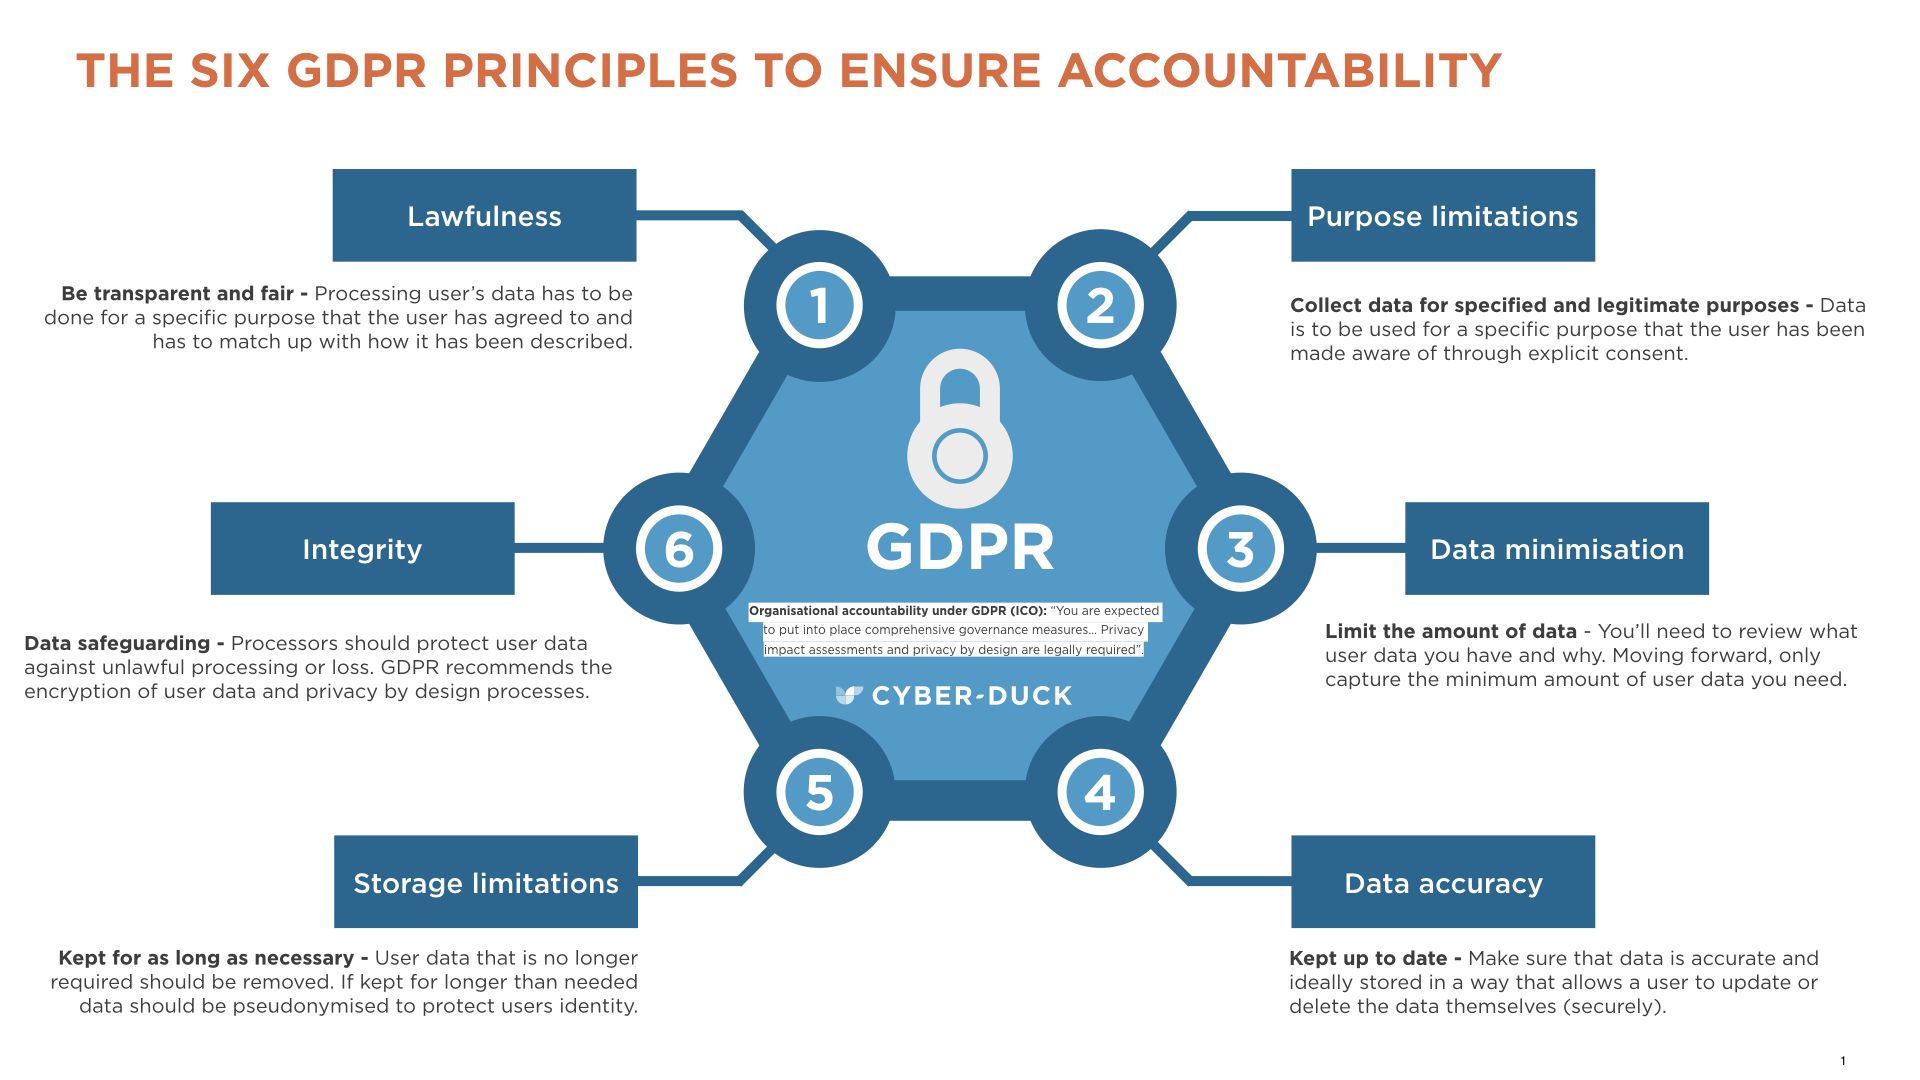 THE SIX GDPR PRINCIPLES TO ENSURE ACCOUNTABILITY
Lawfulness
Be transparent and fair - Processing user’s data has to be
done for a specific purpose that the user has agreed to and
has to match up with how it has been described.
1
2
Purpose limitations
Collect data for specified and legitimate purposes - Data
is to be used for a specific purpose that the user has been
made aware of through explicit consent.
3
Data minimisation
Limit the amount of data - You’ll need to review what
user data you have and why. Moving forward, only
capture the minimum amount of user data you need.
4
Data accuracy
Kept up to date - Make sure that data is accurate and
ideally stored in a way that allows a user to update or
delete the data themselves (securely).
5
Storage limitations
Kept for as long as necessary - User data that is no longer
required should be removed. If kept for longer than needed
data should be pseudonymised to protect users identity.
6
Integrity
Data safeguarding - Processors should protect user data
against unlawful processing or loss. GDPR recommends the
encryption of user data and privacy by design processes.
GDPR
Organisational accountability under GDPR (ICO): “You are expected
to put into place comprehensive governance measures... Privacy
impact assessments and privacy by design are legally required”.
CYBER-DUCK
1